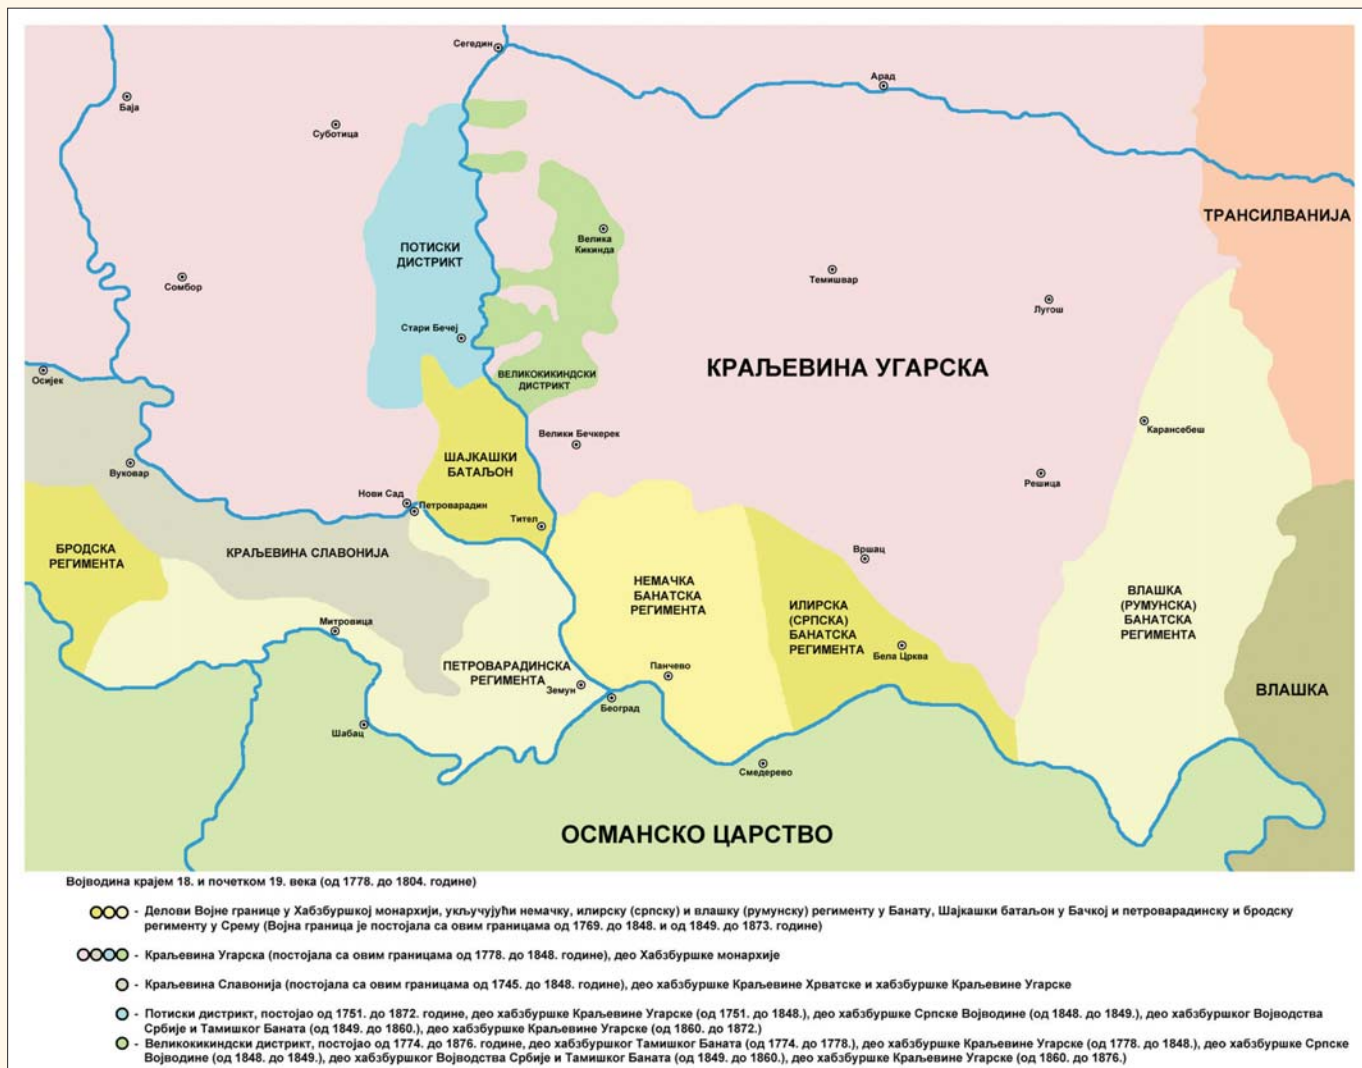 Сегедин
Арад
Баја
Суботица
ТРАНСИЛВАНИЈА
Велика
Кикинда
ПОТИСКИ
ДИСТРИКТ
Темишвар
Сомбор
Лугош
Стари Бечеј
КРАЉЕВИНА УГАРСКА
Осијек
ВЕЛИКОКИКИНДСКИ
ДИСТРИКТ
Карансебеш
Велики Бечкерек
ШАЈКАШКИ
БАТАЉОН
Вуковар
Решица
Нови Сад
Петроварадин
Тител
БРОДСКА
РЕГИМЕНТА
КРАЉЕВИНА СЛАВОНИЈА
Вршац
НЕМАЧКА
БАНАТСКА
РЕГИМЕНТА
ИЛИРСКА
(СРПСКА)
БАНАТСКА
РЕГИМЕНТА
ВЛАШКА
(РУМУНСКА)
БАНАТСКА
РЕГИМЕНТА
Митровица
Бела Црква
ПЕТРОВАРАДИНСКА
РЕГИМЕНТА
Панчево
Земун
Београд
ВЛАШКА
Шабац
Смедерево
ОСМАНСКО ЦАРСТВО
Војводина крајем 18. и почетком 19. века (од 1778. до 1804. године)
- Делови Војне границе у Хабзбуршкој монархији, укључујући немачку, илирску (српску) и влашку (румунску) регименту у Банату, Шајкашки батаљон у Бачкој и петроварадинску и бродску
регименту у Срему (Војна граница је постојала са овим границама од 1769. до 1848. и од 1849. до 1873. године)
- Краљевина Угарска (постојала са овим границама од 1778. до 1848. године), део Хабзбуршке монархије
- Краљевина Славонија (постојала са овим границама од 1745. до 1848. године), део хабзбуршке Краљевине Хрватске и хабзбуршке Краљевине Угарске
- Потиски дистрикт, постојао од 1751. до 1872. године, део хабзбуршке Краљевине Угарске (од 1751. до 1848.), део хабзбуршке Српске Војводине (од 1848. до 1849.), део хабзбуршког Војводства
Србије и Тамишког Баната (од 1849. до 1860.), део хабзбуршке Краљевине Угарске (од 1860. до 1872.)
- Великокикиндски дистрикт, постојао од 1774. до 1876. године, део хабзбуршког Тамишког Баната (од 1774. до 1778.), део хабзбуршке Краљевине Угарске (од 1778. до 1848.), део хабзбуршке Српске
Војводине (од 1848. до 1849.), део хабзбуршког Војводства Србије и Тамишког Баната (од 1849. до 1860.), део хабзбуршке Краљевине Угарске (од 1860. до 1876.)